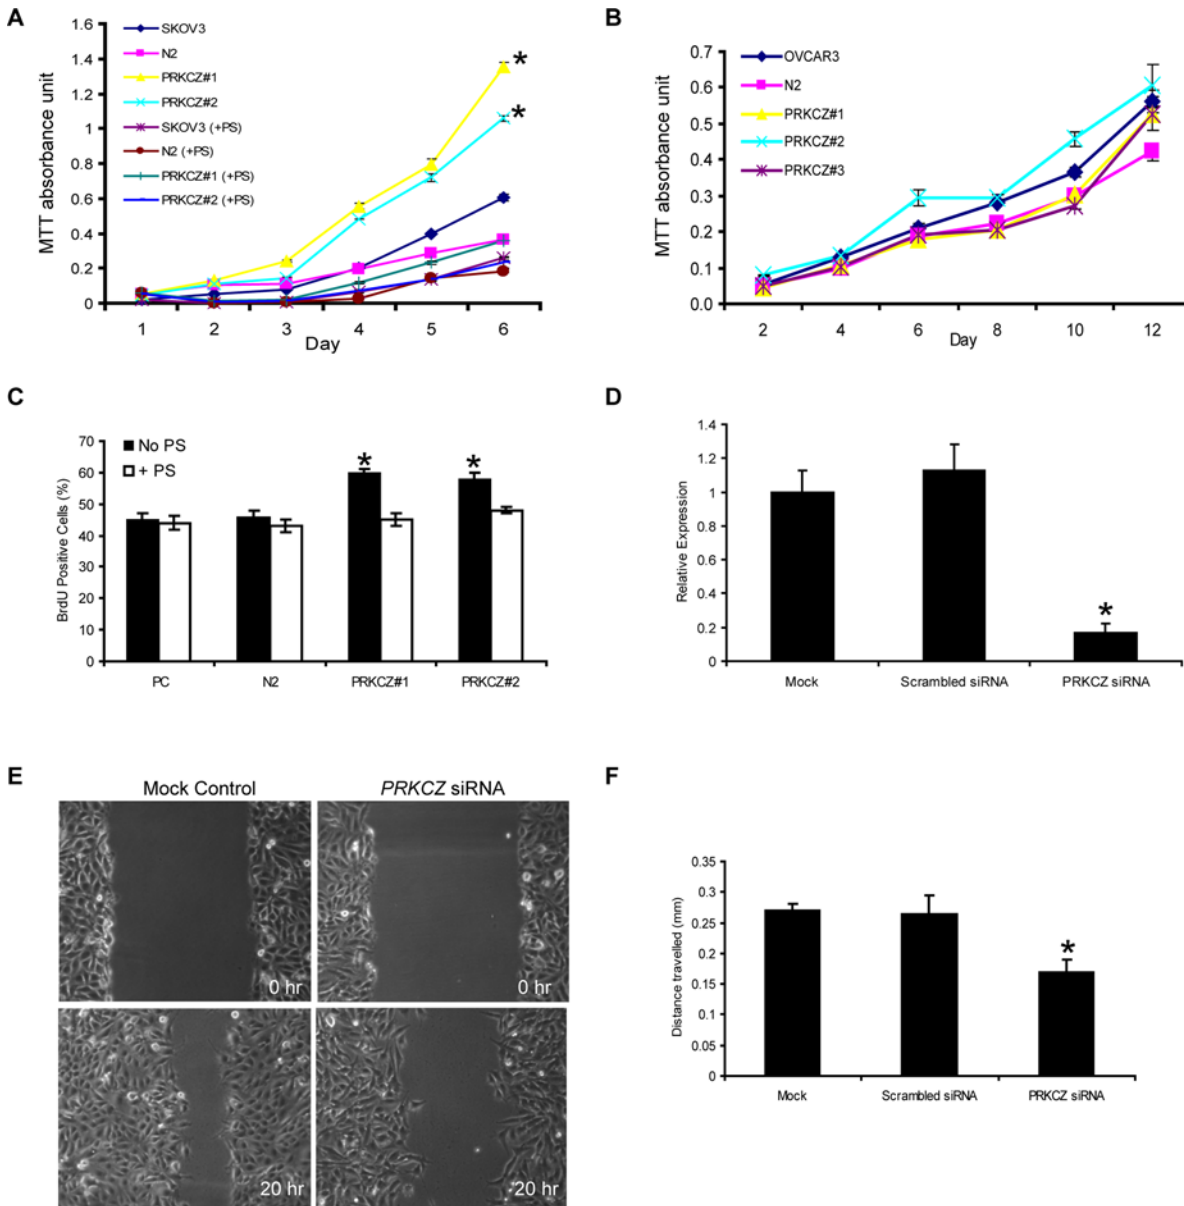 A
MTT absorbance unit
1.6
1.4
1.2
1
0.8
0.6
0.4
0.2
0
SKOV3
N2
PRKCZ#1
PRKCZ#2
SKOV3 (+PS)
N2 (+PS)
PRKCZ#1 (+PS)
PRKCZ#2 (+PS)
*
*
1 2 3 4 5 6
Day
B
MTT absorbance unit
0.7
0.6
0.5
0.4
0.3
0.2
0.1
0.0
OVCAR3
N2
PRKCZ#1
PRKCZ#2
PRKCZ#3
2 4 6 8 10 12
Day
C
BrdU Positive Cells (%)
70
60
50
40
30
20
10
0
No PS
+ PS
* *
PC N2 PRKCZ#1 PRKCZ#2
D
Relative Expression
1.4
1.2
1
0.8
0.6
0.4
0.2
0
*
Mock Scrambled siRNA PRKCZ siRNA
E
Mock Control PRKCZ siRNA
0 hr 0 hr
20 hr 20 hr
F
Distance travelled (mm)
0.35
0.3
0.25
0.2
0.15
0.1
0.05
0
*
Mock Scrambled siRNA PRKCZ siRNA